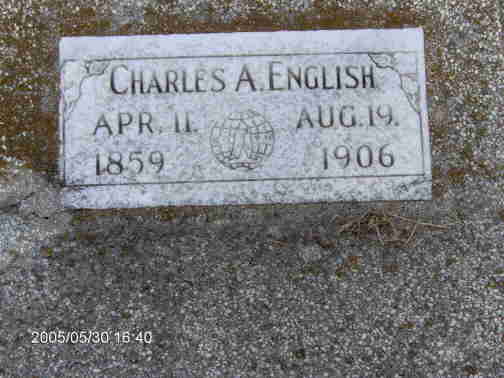 CHARLES A. ENGLISH
APR. 11. AUG. 19.
1859 1906
2005/05/30 16:40